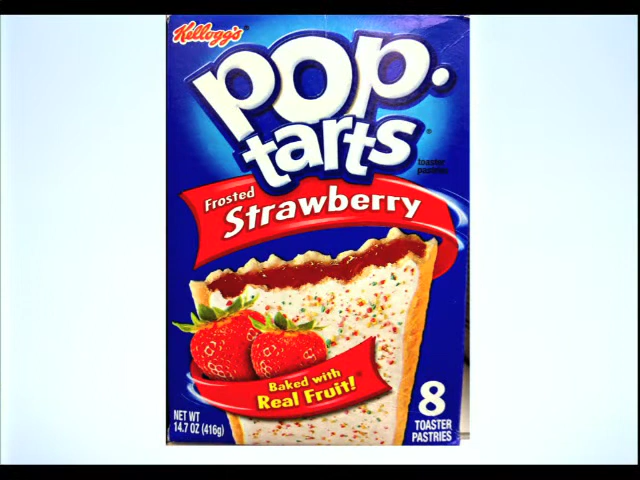 Kellogg's
pop.
tarts
toaster
pastries
Frosted
Strawberry
Baked with
Real Fruit!
NET WT
14.7 OZ (416g)
8
TOASTER
PASTRIES